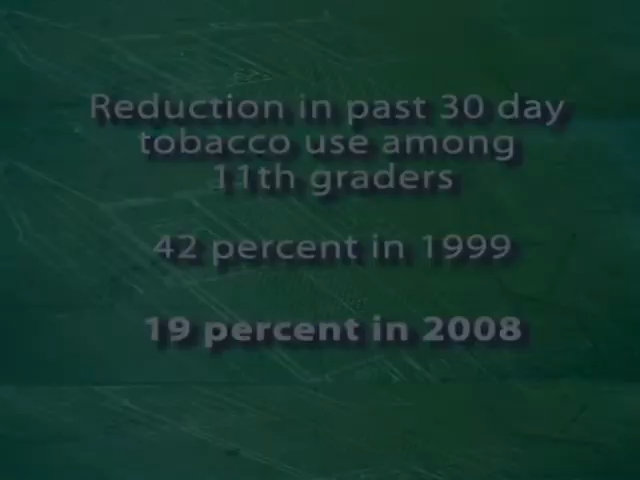 Reduction in past 30 day
tobacco use among
11th graders
42 percent in 1999
19 percent in 2008